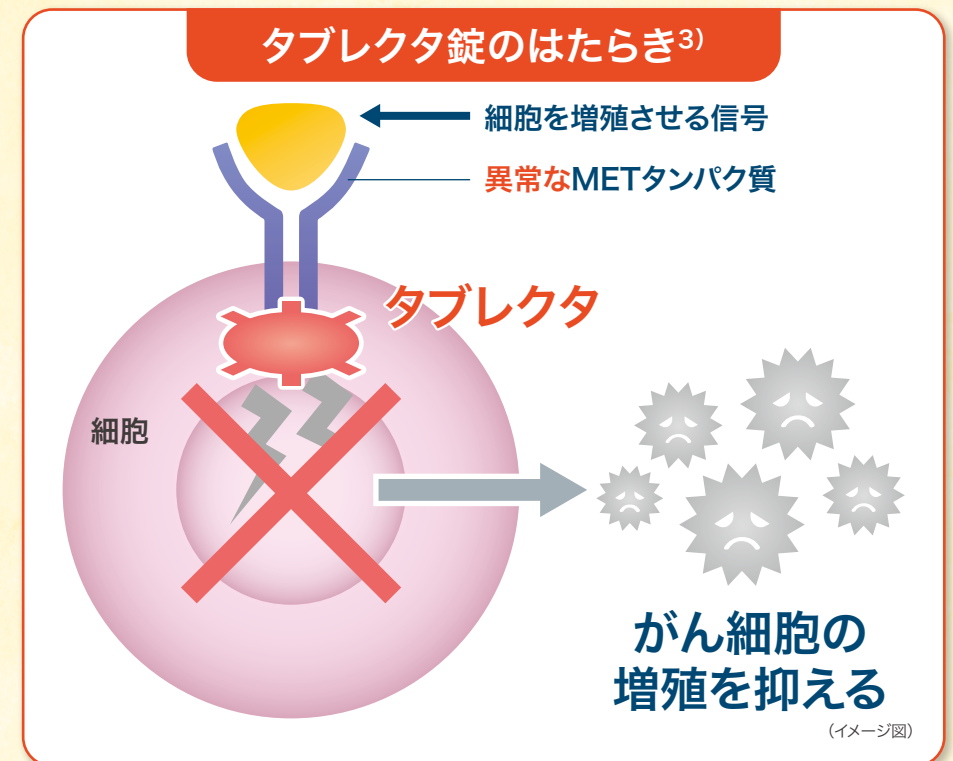 タブレクタ錠のはたらき3)
細胞を増殖させる信号
異常なMETタンパク質
タブレクタ
細胞
がん細胞の
増殖を抑える
(イメージ図)